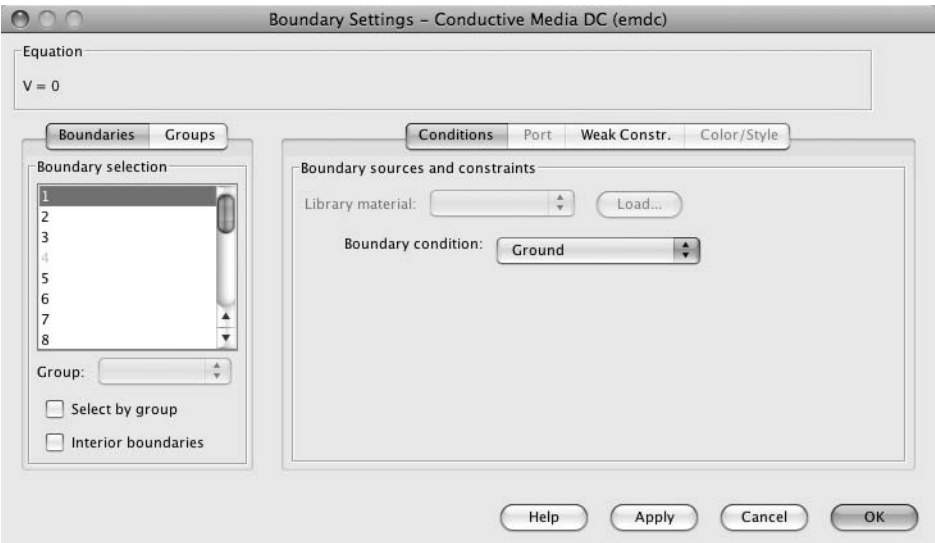 Boundary Settings – Conductive Media DC (emdc)
Equation
V = 0
Boundaries Groups
Conditions Port Weak Constr. Color/Style
Boundary selection
1
2
3
4
5
6
7
8
Group:
Select by group
Interior boundaries
Boundary sources and constraints
Library material: Load...
Boundary condition: Ground
Help Apply Cancel OK